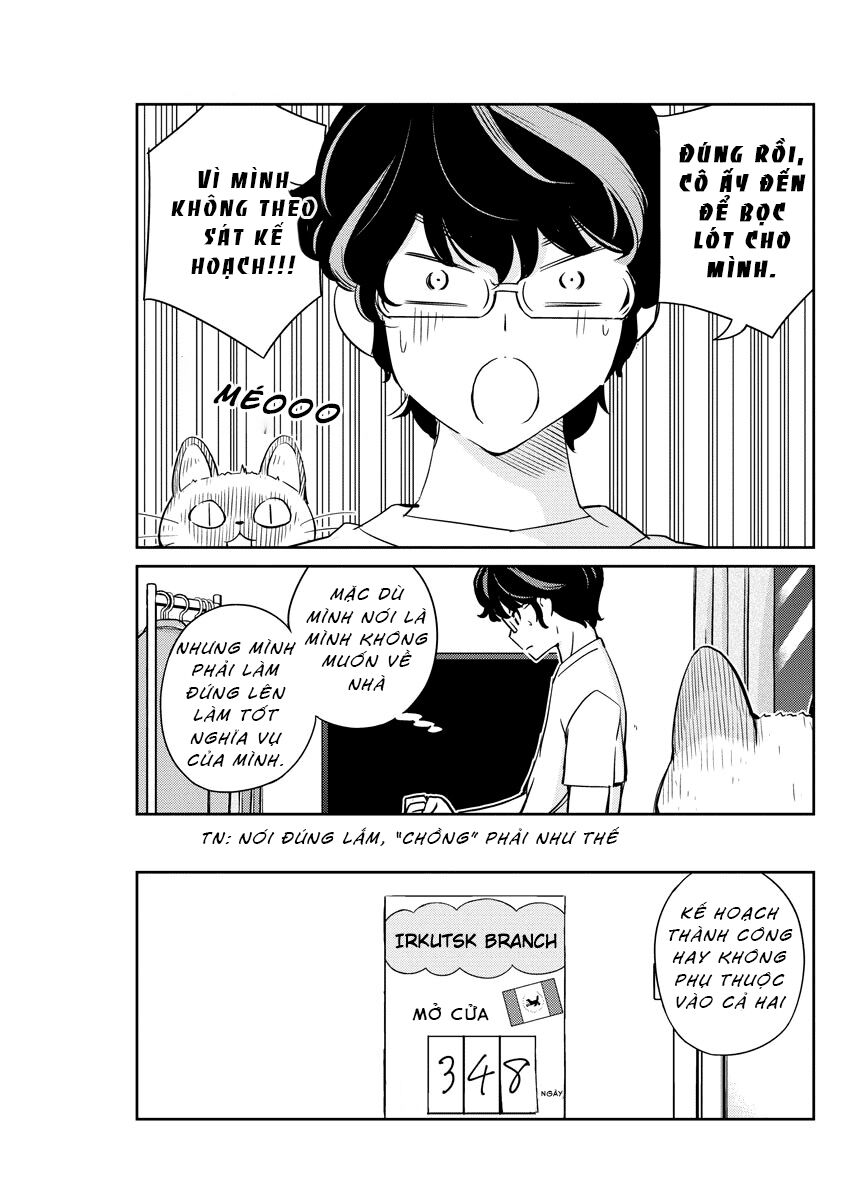 ĐÚNG RỒI,
CÔ ẤY ĐẾN
ĐỂ BỌC
LÓT CHO
MÌNH.
VÌ MÌNH
KHÔNG THEO
SÁT KẾ
HOẠCH!!!
MÉOOO
MẶC DÙ
MÌNH NÓI LÀ
MÌNH KHÔNG
MUỐN VỀ
NHÀ
NHƯNG MÌNH
PHẢI LÀM
ĐỨNG LÊN
LÀM TỐT
NGHĨA VỤ
CỦA MÌNH.
TN: NÓI ĐÚNG LẮM, "CHỒNG" PHẢI NHƯ THẾ
KẾ HOẠCH
THÀNH CÔNG
HAY KHÔNG
PHỤ THUỘC
VÀO CẢ HAI
IRKUTSK BRANCH
MỞ CỬA
348
NGÀY